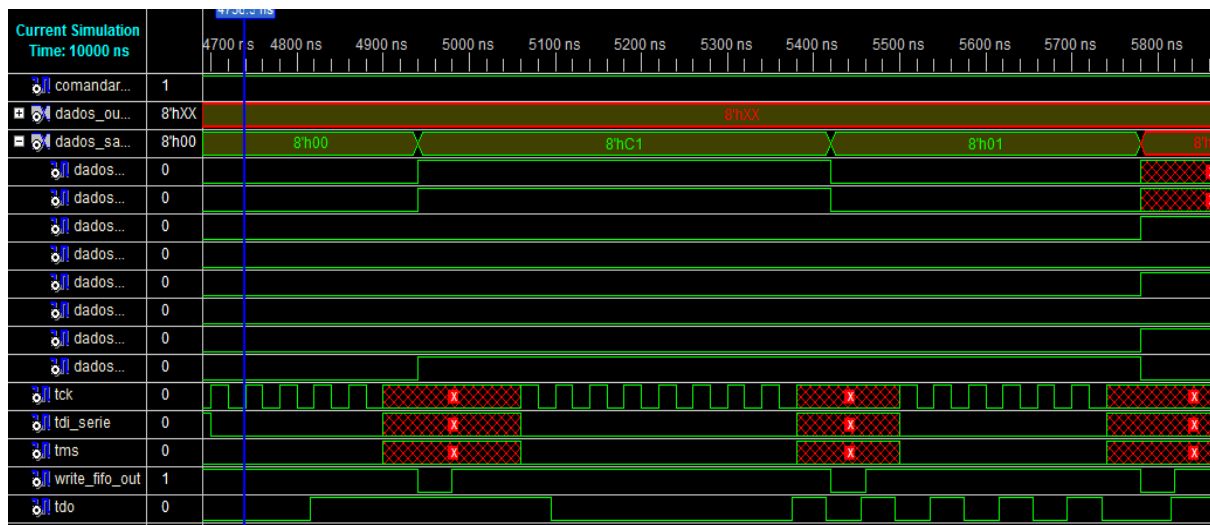 Current Simulation
Time: 10000 ns
4700 ns 4800 ns 4900 ns 5000 ns 5100 ns 5200 ns 5300 ns 5400 ns 5500 ns 5600 ns 5700 ns 5800 ns
comandar... 1
dados_ou... 8'hXX 8'hXX
dados_sa... 8'h00 8'h00 8'hC1 8'h01
dados... 0
dados... 0
dados... 0
dados... 0
dados... 0
dados... 0
dados... 0
dados... 0
tck 0 X X X
tdi_serie 0 X X X
tms 0 X X X
write_fifo_out 1
tdo 0